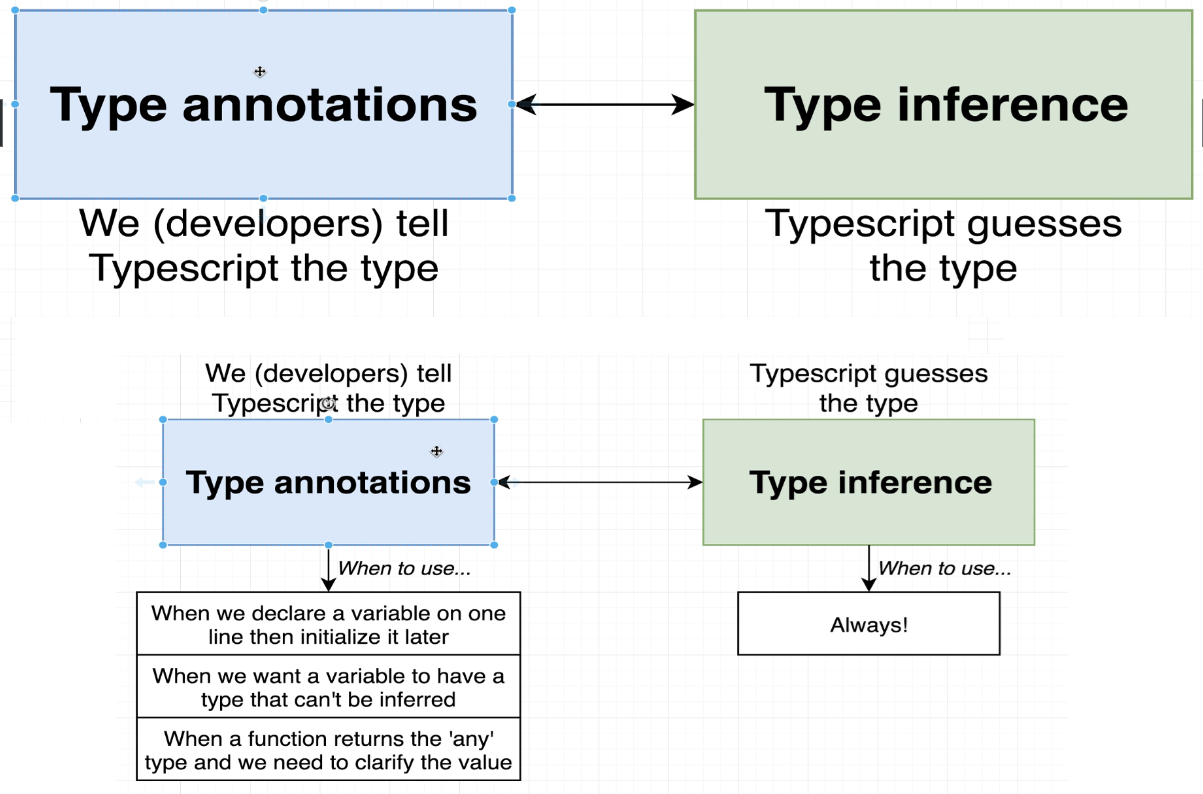 Type annotations
Type inference
We (developers) tell
Typescript the type
Typescript guesses
the type
We (developers) tell
Typescript the type
Typescript guesses
the type
Type annotations
Type inference
When to use...
When to use...
When we declare a variable on one
line then initialize it later
When we want a variable to have a
type that can't be inferred
When a function returns the 'any'
type and we need to clarify the value
Always!